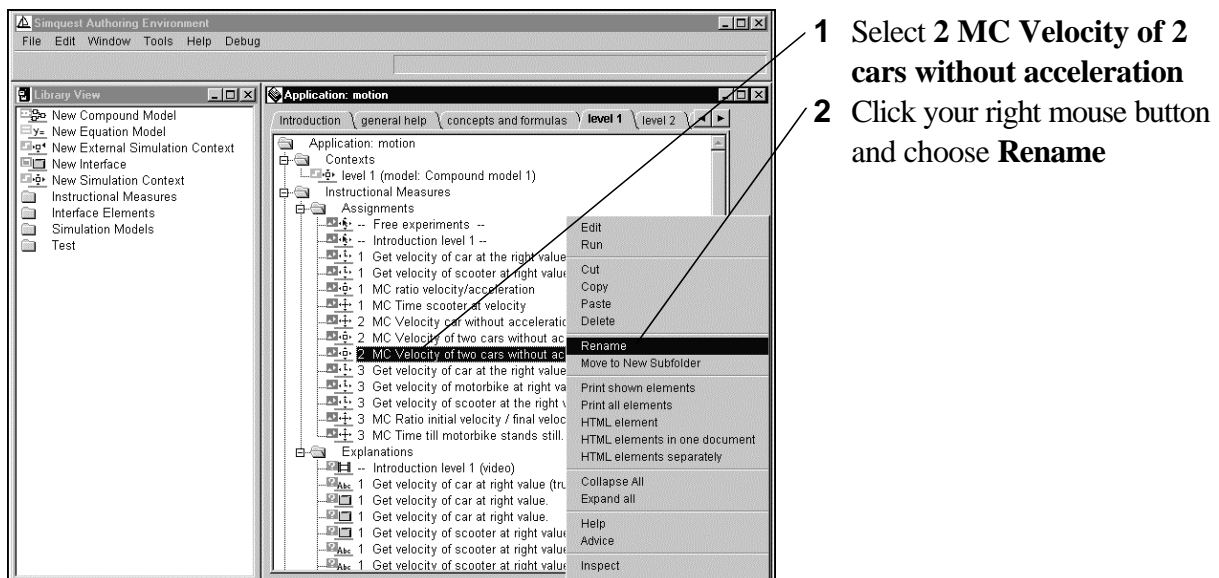 Simquest Authoring Environment
File Edit Window Tools Help Debug
Library View
New Compound Model
New Equation Model
New External Simulation Context
New Interface
New Simulation Context
Instructional Measures
Interface Elements
Simulation Models
Test
Application: motion
Introduction general help concepts and formulas level 1 level 2
Application: motion
Contexts
level 1 (model: Compound model 1)
Instructional Measures
Assignments
-- Free experiments --
-- Introduction level 1 --
1 Get velocity of car at the right value
1 Get velocity of scooter at right value
1 MC ratio velocity/acceleration
1 MC Time scooter at velocity
2 MC Velocity car without acceleratio
2 MC Velocity of two cars without ac
2 MC Velocity of two cars without ac
3 Get velocity of car at the right value
3 Get velocity of motorbike at right va
3 Get velocity of scooter at the right v
3 MC Ratio initial velocity / final veloc
3 MC Time till motorbike stands still.
Explanations
-- Introduction level 1 (video)
1 Get velocity of car at right value (tru
1 Get velocity of car at right value.
1 Get velocity of car at right value.
1 Get velocity of scooter at right value
1 Get velocity of scooter at right value
1 Get velocity of scooter at right value
Edit
Run
Cut
Copy
Paste
Delete
Rename
Move to New Subfolder
Print shown elements
Print all elements
HTML element
HTML elements in one document
HTML elements separately
Collapse All
Expand all
Help
Advice
Inspect
1 Select 2 MC Velocity of 2
cars without acceleration
2 Click your right mouse button
and choose Rename